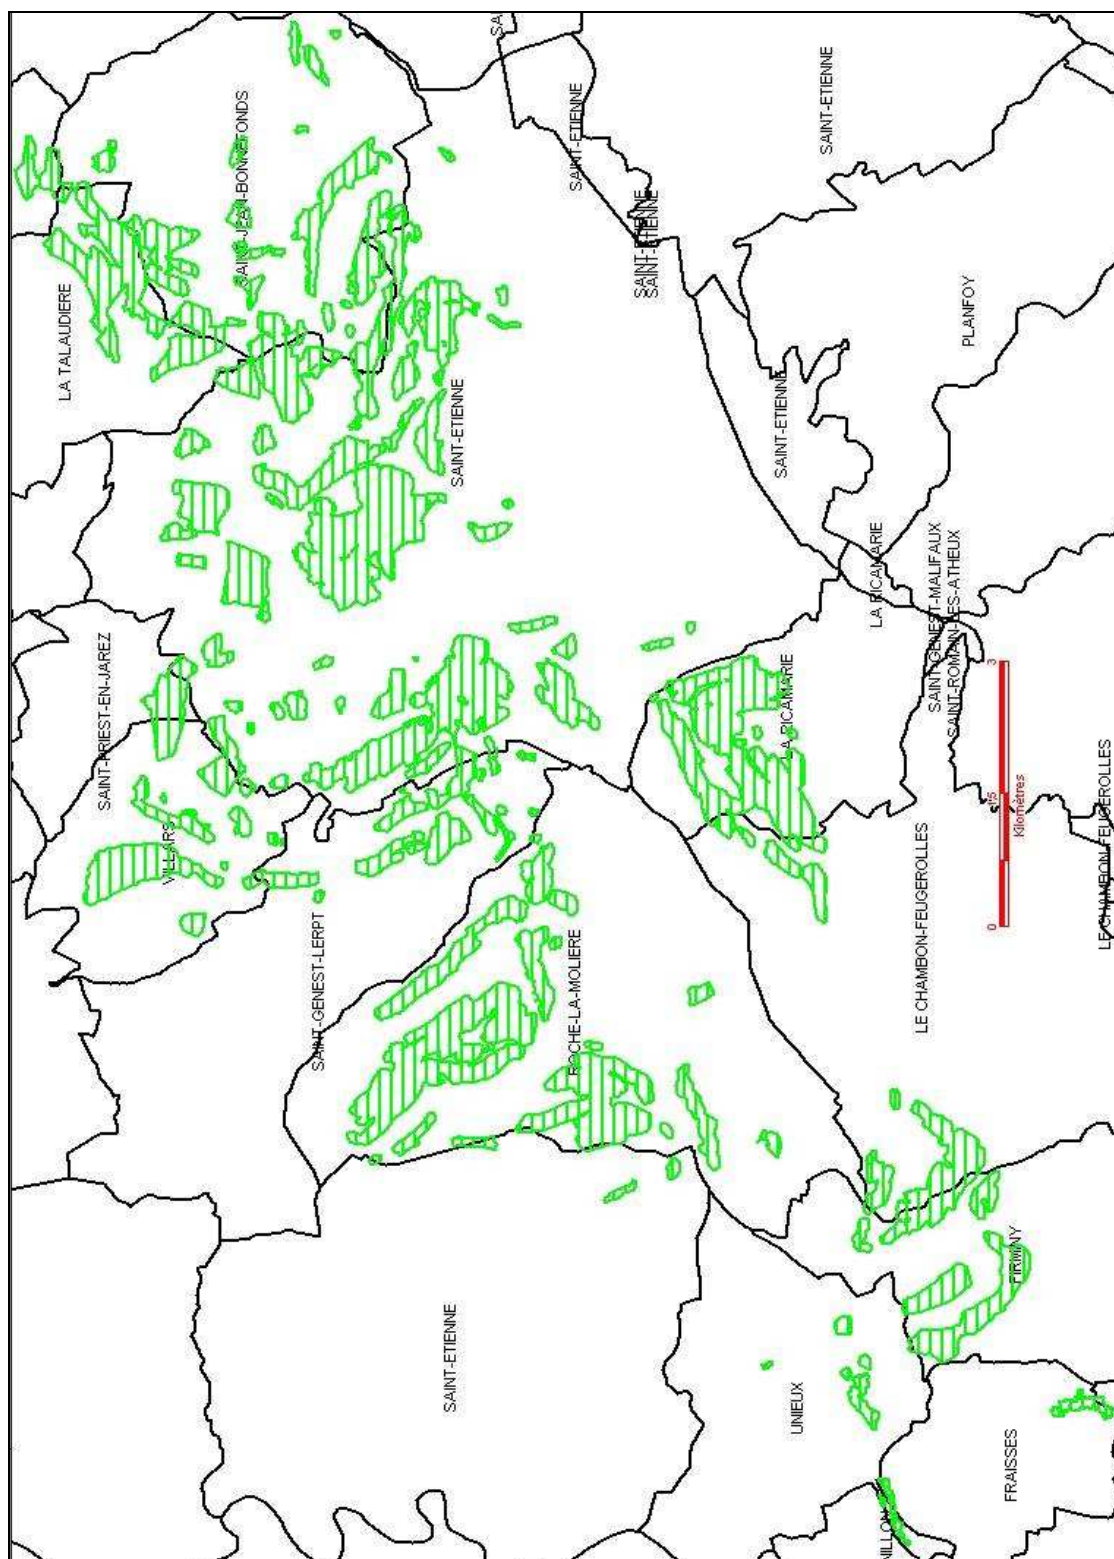 SAINT-ETIENNE
SAINT-ETIENNE
SAINT-JEAN-BONNEFONDS
SAINT-ETIENNE
SAINT-ETIENNE
LA TALAUDIERE
PLANFOY
SAINT-ETIENNE
SAINT-ETIENNE
LA RICAMARIE
SAINT-GENEST-MALIFAUX
SAINT-ROMAIN-LES-ATHEUX
SAINT-PRIEST-EN-JAREZ
LA RICAMARIE
VILLARS
LE CHAMBON-FEUGEROLLES
LE CHAMBON-FEUGEROLLES
SAINT-GENEST-LERPT
ROCHE-LA-MOLIERE
FIRMINY
SAINT-ETIENNE
UNIEUX
FRAISSES
0
1.5
3
Kilomètres